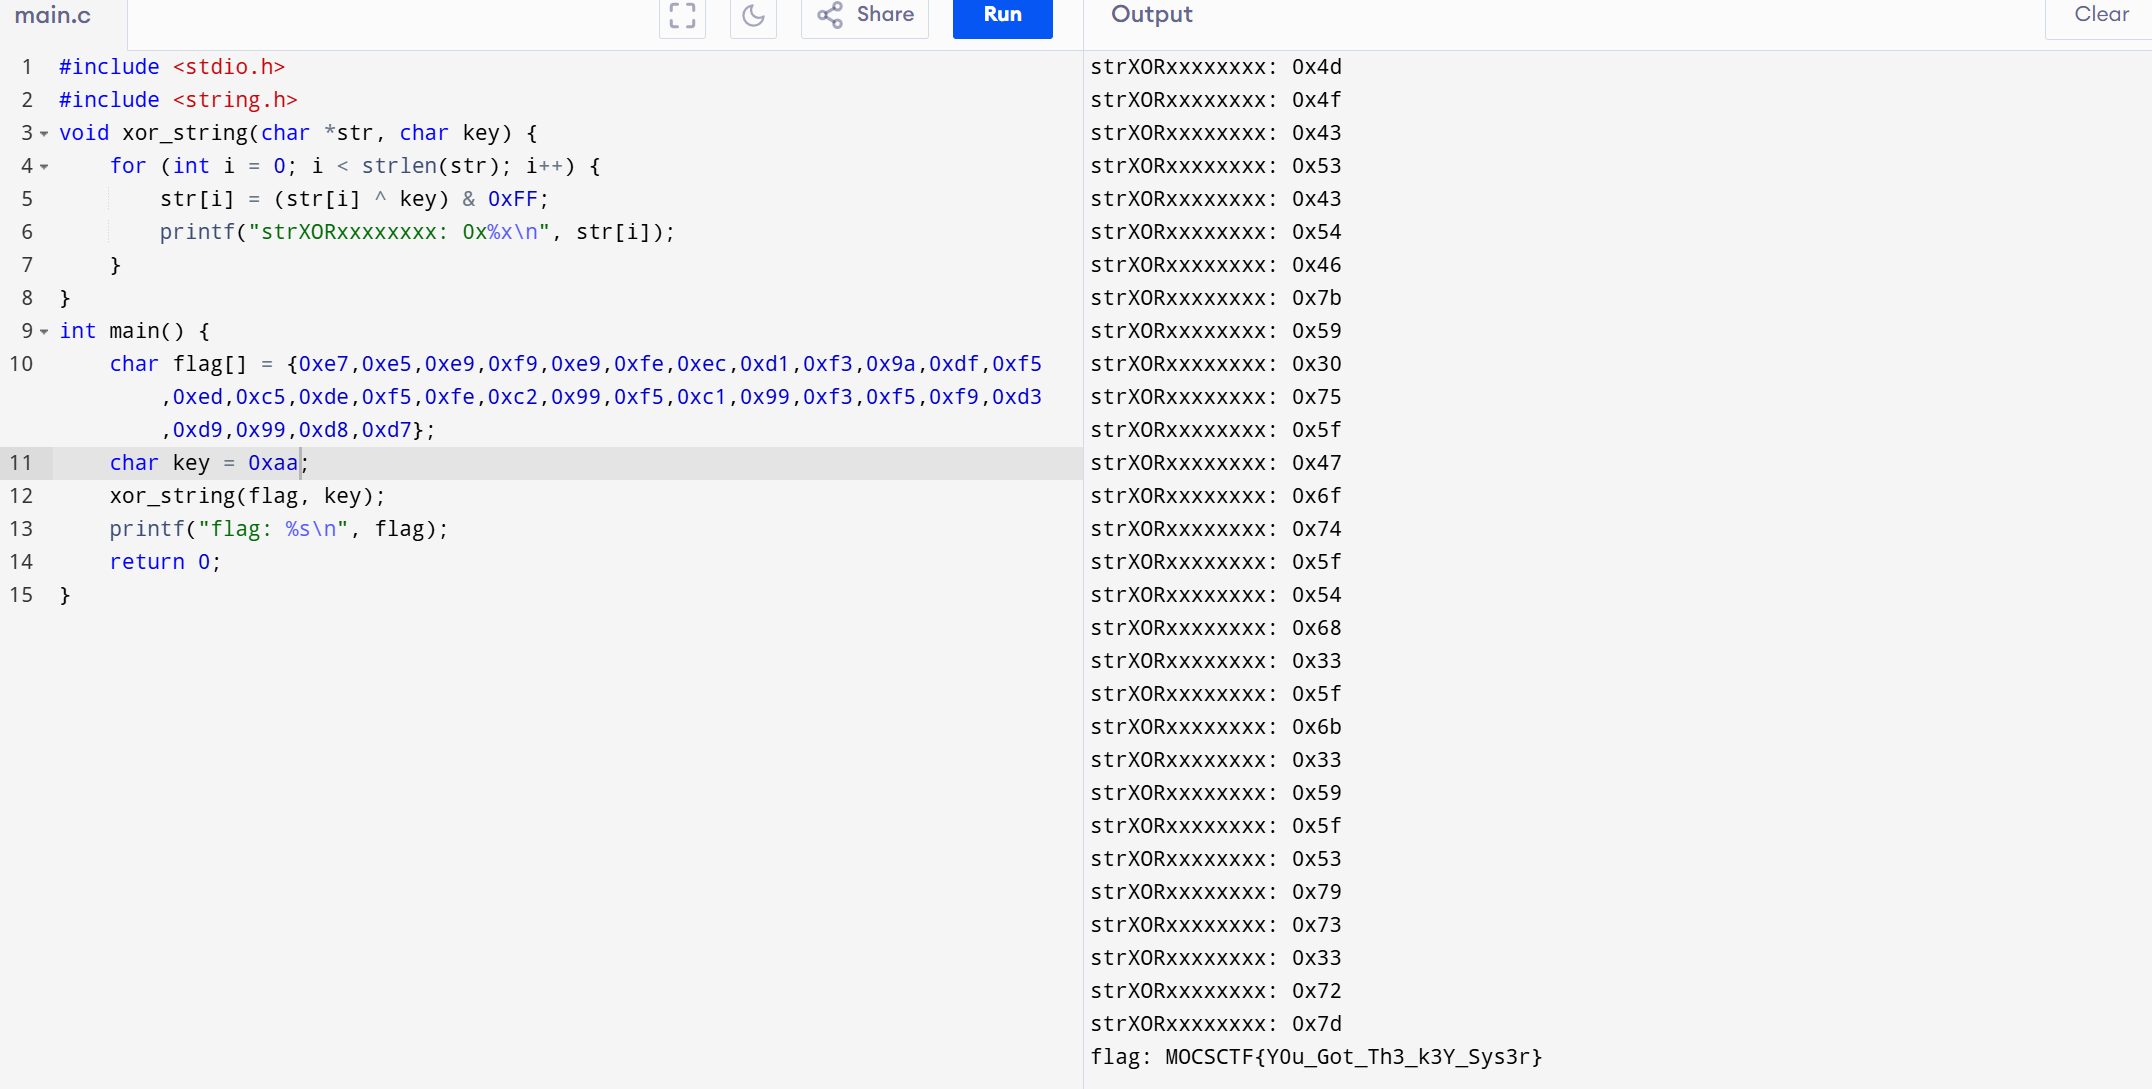 main.c
Share
Run
Output
Clear
1 #include <stdio.h>
2 #include <string.h>
3 void xor_string(char *str, char key) {
4     for (int i = 0; i < strlen(str); i++) {
5         str[i] = (str[i] ^ key) & 0xFF;
6         printf("strXORxxxxxxxx: 0x%x\n", str[i]);
7     }
8 }
9 int main() {
10     char flag[] = {0xe7,0xe5,0xe9,0xf9,0xe9,0xfe,0xec,0xd1,0xf3,0x9a,0xdf,0xf5
,0xed,0xc5,0xde,0xf5,0xfe,0xc2,0x99,0xf5,0xc1,0x99,0xf3,0xf5,0xf9,0xd3
,0xd9,0x99,0xd8,0xd7};
11     char key = 0xaa;
12     xor_string(flag, key);
13     printf("flag: %s\n", flag);
14     return 0;
15 }
strXORxxxxxxxx: 0x4d
strXORxxxxxxxx: 0x4f
strXORxxxxxxxx: 0x43
strXORxxxxxxxx: 0x53
strXORxxxxxxxx: 0x43
strXORxxxxxxxx: 0x54
strXORxxxxxxxx: 0x46
strXORxxxxxxxx: 0x7b
strXORxxxxxxxx: 0x59
strXORxxxxxxxx: 0x30
strXORxxxxxxxx: 0x75
strXORxxxxxxxx: 0x5f
strXORxxxxxxxx: 0x47
strXORxxxxxxxx: 0x6f
strXORxxxxxxxx: 0x74
strXORxxxxxxxx: 0x5f
strXORxxxxxxxx: 0x54
strXORxxxxxxxx: 0x68
strXORxxxxxxxx: 0x33
strXORxxxxxxxx: 0x5f
strXORxxxxxxxx: 0x6b
strXORxxxxxxxx: 0x33
strXORxxxxxxxx: 0x59
strXORxxxxxxxx: 0x5f
strXORxxxxxxxx: 0x53
strXORxxxxxxxx: 0x79
strXORxxxxxxxx: 0x73
strXORxxxxxxxx: 0x33
strXORxxxxxxxx: 0x72
strXORxxxxxxxx: 0x7d
flag: MOCSCTF{Y0u_Got_Th3_k3Y_Sys3r}